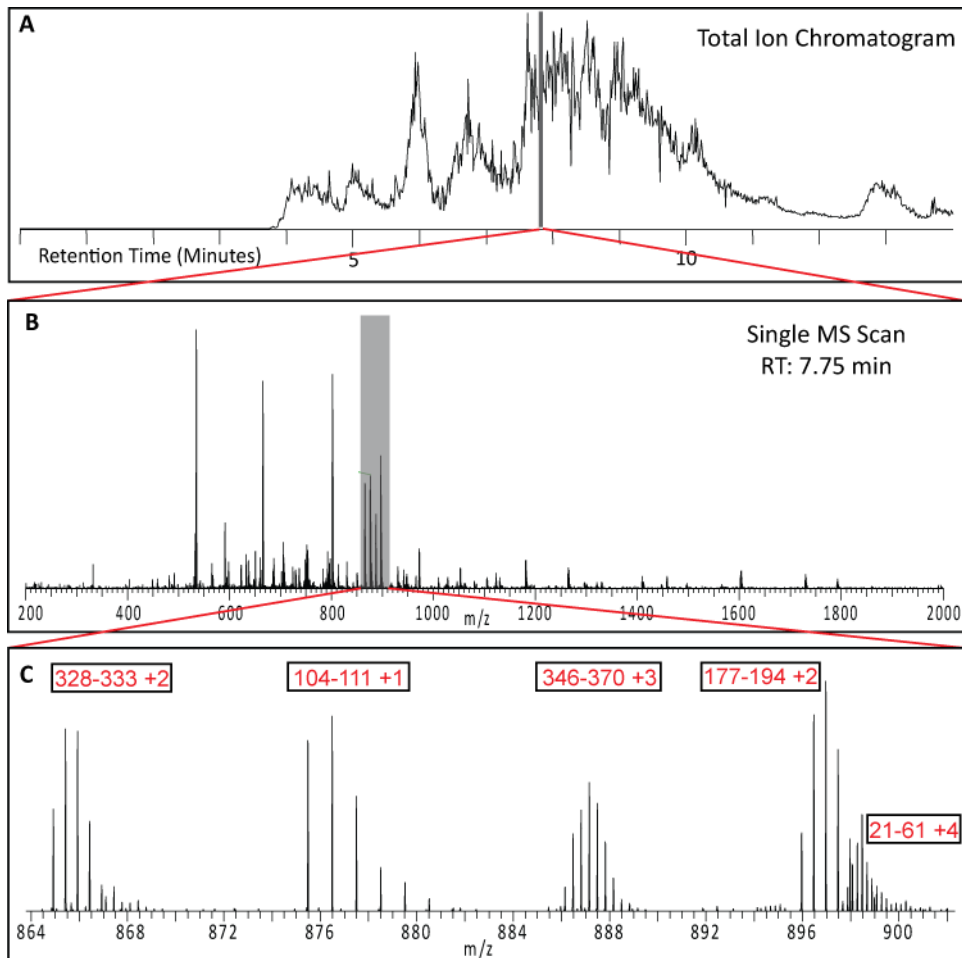 A
Total Ion Chromatogram
Retention Time (Minutes)
5
10
B
Single MS Scan
RT: 7.75 min
200 400 600 800 1000 1200 1400 1600 1800 2000
m/z
C
328-333 +2
104-111 +1
346-370 +3
177-194 +2
21-61 +4
864 868 872 876 880 884 888 892 896 900
m/z